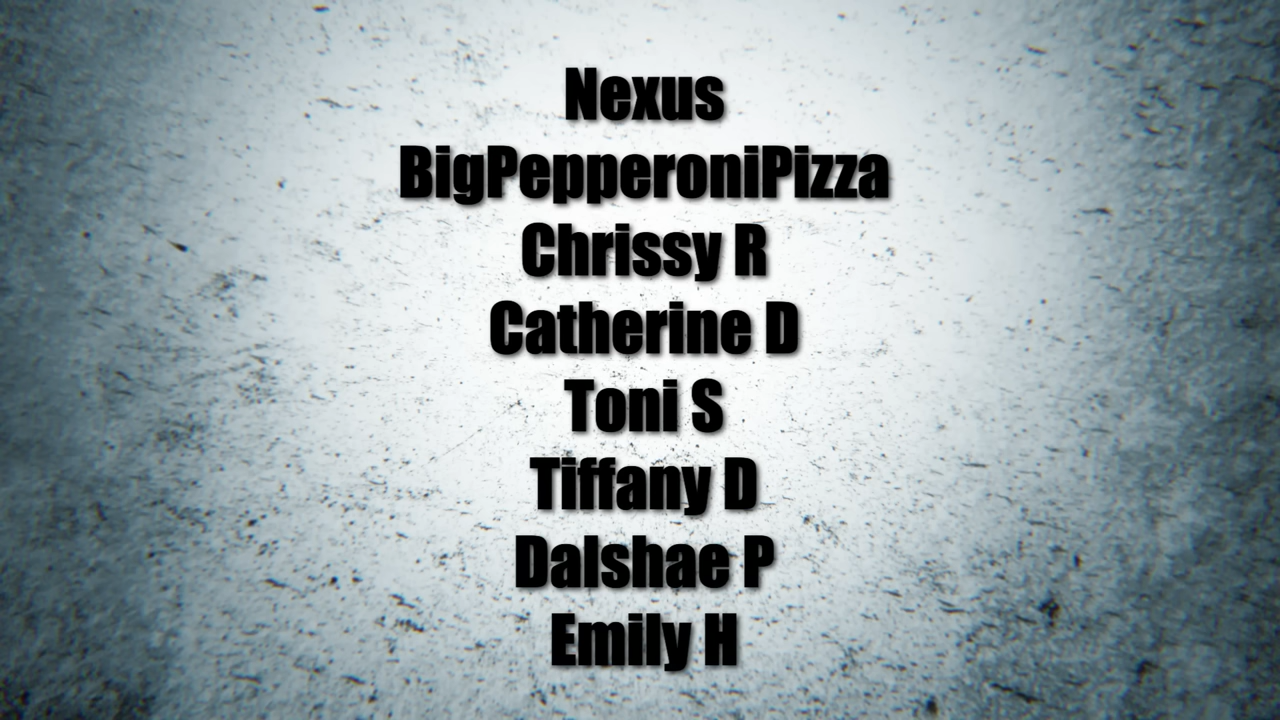 Nexus
BigPepperoniPizza
Chrissy R
Catherine D
Toni S
Tiffany D
Dalshae P
Emily H